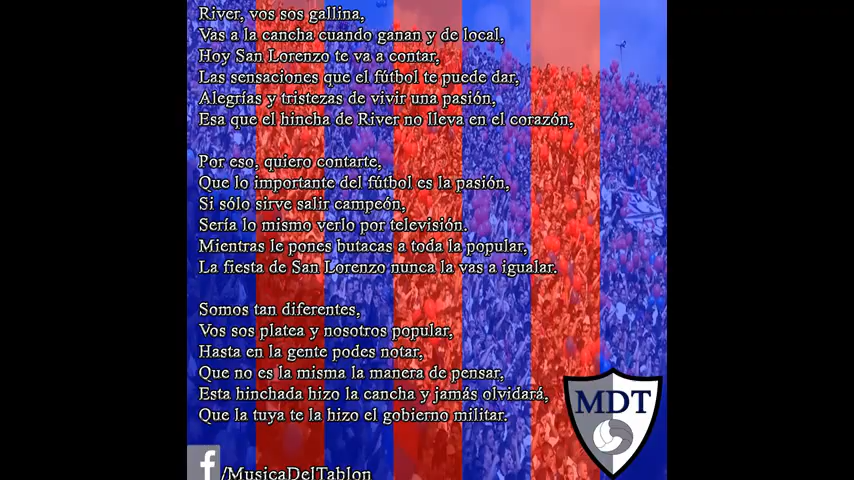 River, vos sos gallina,
Vas a la cancha cuando ganan y de local,
Hoy San Lorenzo te va a contar,
Las sensaciones que el fútbol te puede dar,
Alegrías y tristezas de vivir una pasión,
Esa que el hincha de River no lleva en el corazón,
Por eso, quiero contarte,
Que lo importante del fútbol es la pasión,
Si sólo sirve salir campeón,
Sería lo mismo verlo por televisión.
Mientras le pones butacas a toda la popular,
La fiesta de San Lorenzo nunca la vas a igualar.
Somos tan diferentes,
Vos sos platea y nosotros popular,
Hasta en la gente podes notar,
Que no es la misma la manera de pensar,
Esta hinchada hizo la cancha y jamás olvidará,
Que la tuya te la hizo el gobierno militar.
MDT
f /MusicaDelTablon